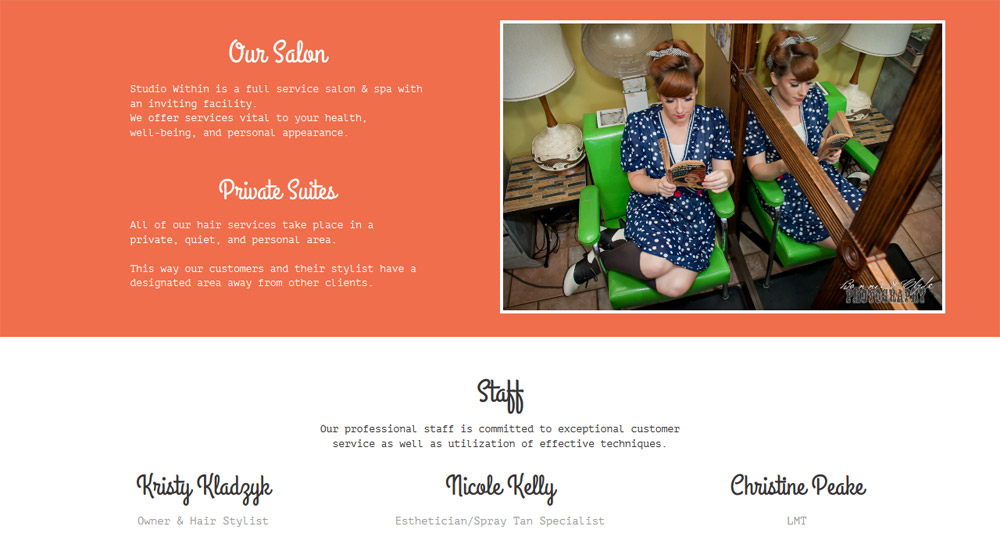 Our Salon
Studio Within is a full service salon & spa with
an inviting facility.
We offer services vital to your health,
well-being, and personal appearance.
Private Suites
All of our hair services take place in a
private, quiet, and personal area.
This way our customers and their stylist have a
designated area away from other clients.
Bonnie & Clyde
PHOTOGRAPHY
Staff
Our professional staff is committed to exceptional customer
service as well as utilization of effective techniques.
Kristy Kladzyk
Nicole Kelly
Christine Peake
Owner & Hair Stylist
Esthetician/Spray Tan Specialist
LMT